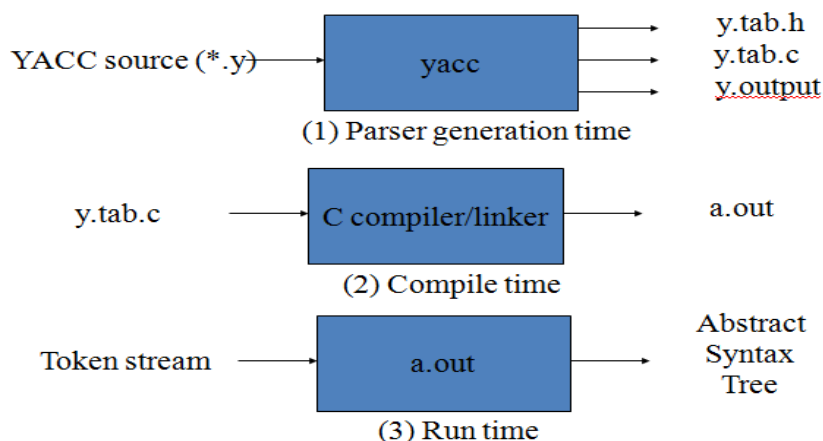 YACC source (*.y)
yacc
y.tab.h
y.tab.c
y.output
(1) Parser generation time
y.tab.c
C compiler/linker
a.out
(2) Compile time
Token stream
a.out
Abstract
Syntax
Tree
(3) Run time